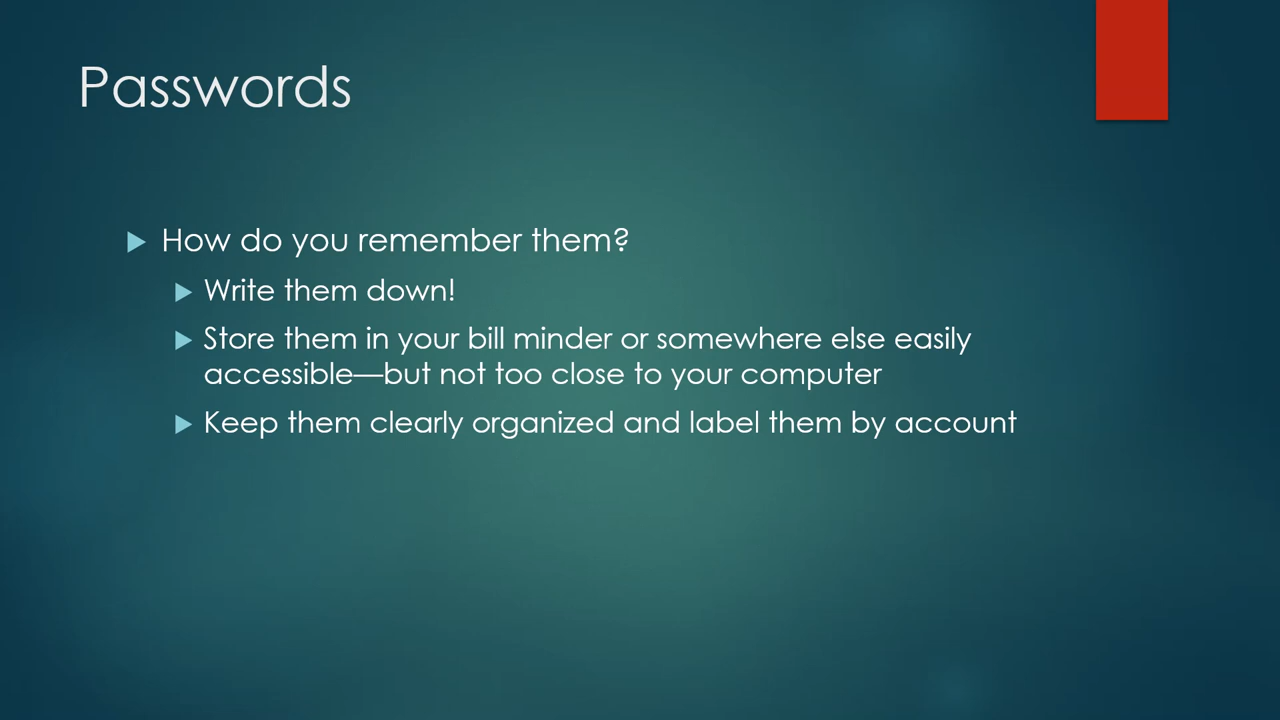 Passwords
How do you remember them?
Write them down!
Store them in your bill minder or somewhere else easily
accessible—but not too close to your computer
Keep them clearly organized and label them by account